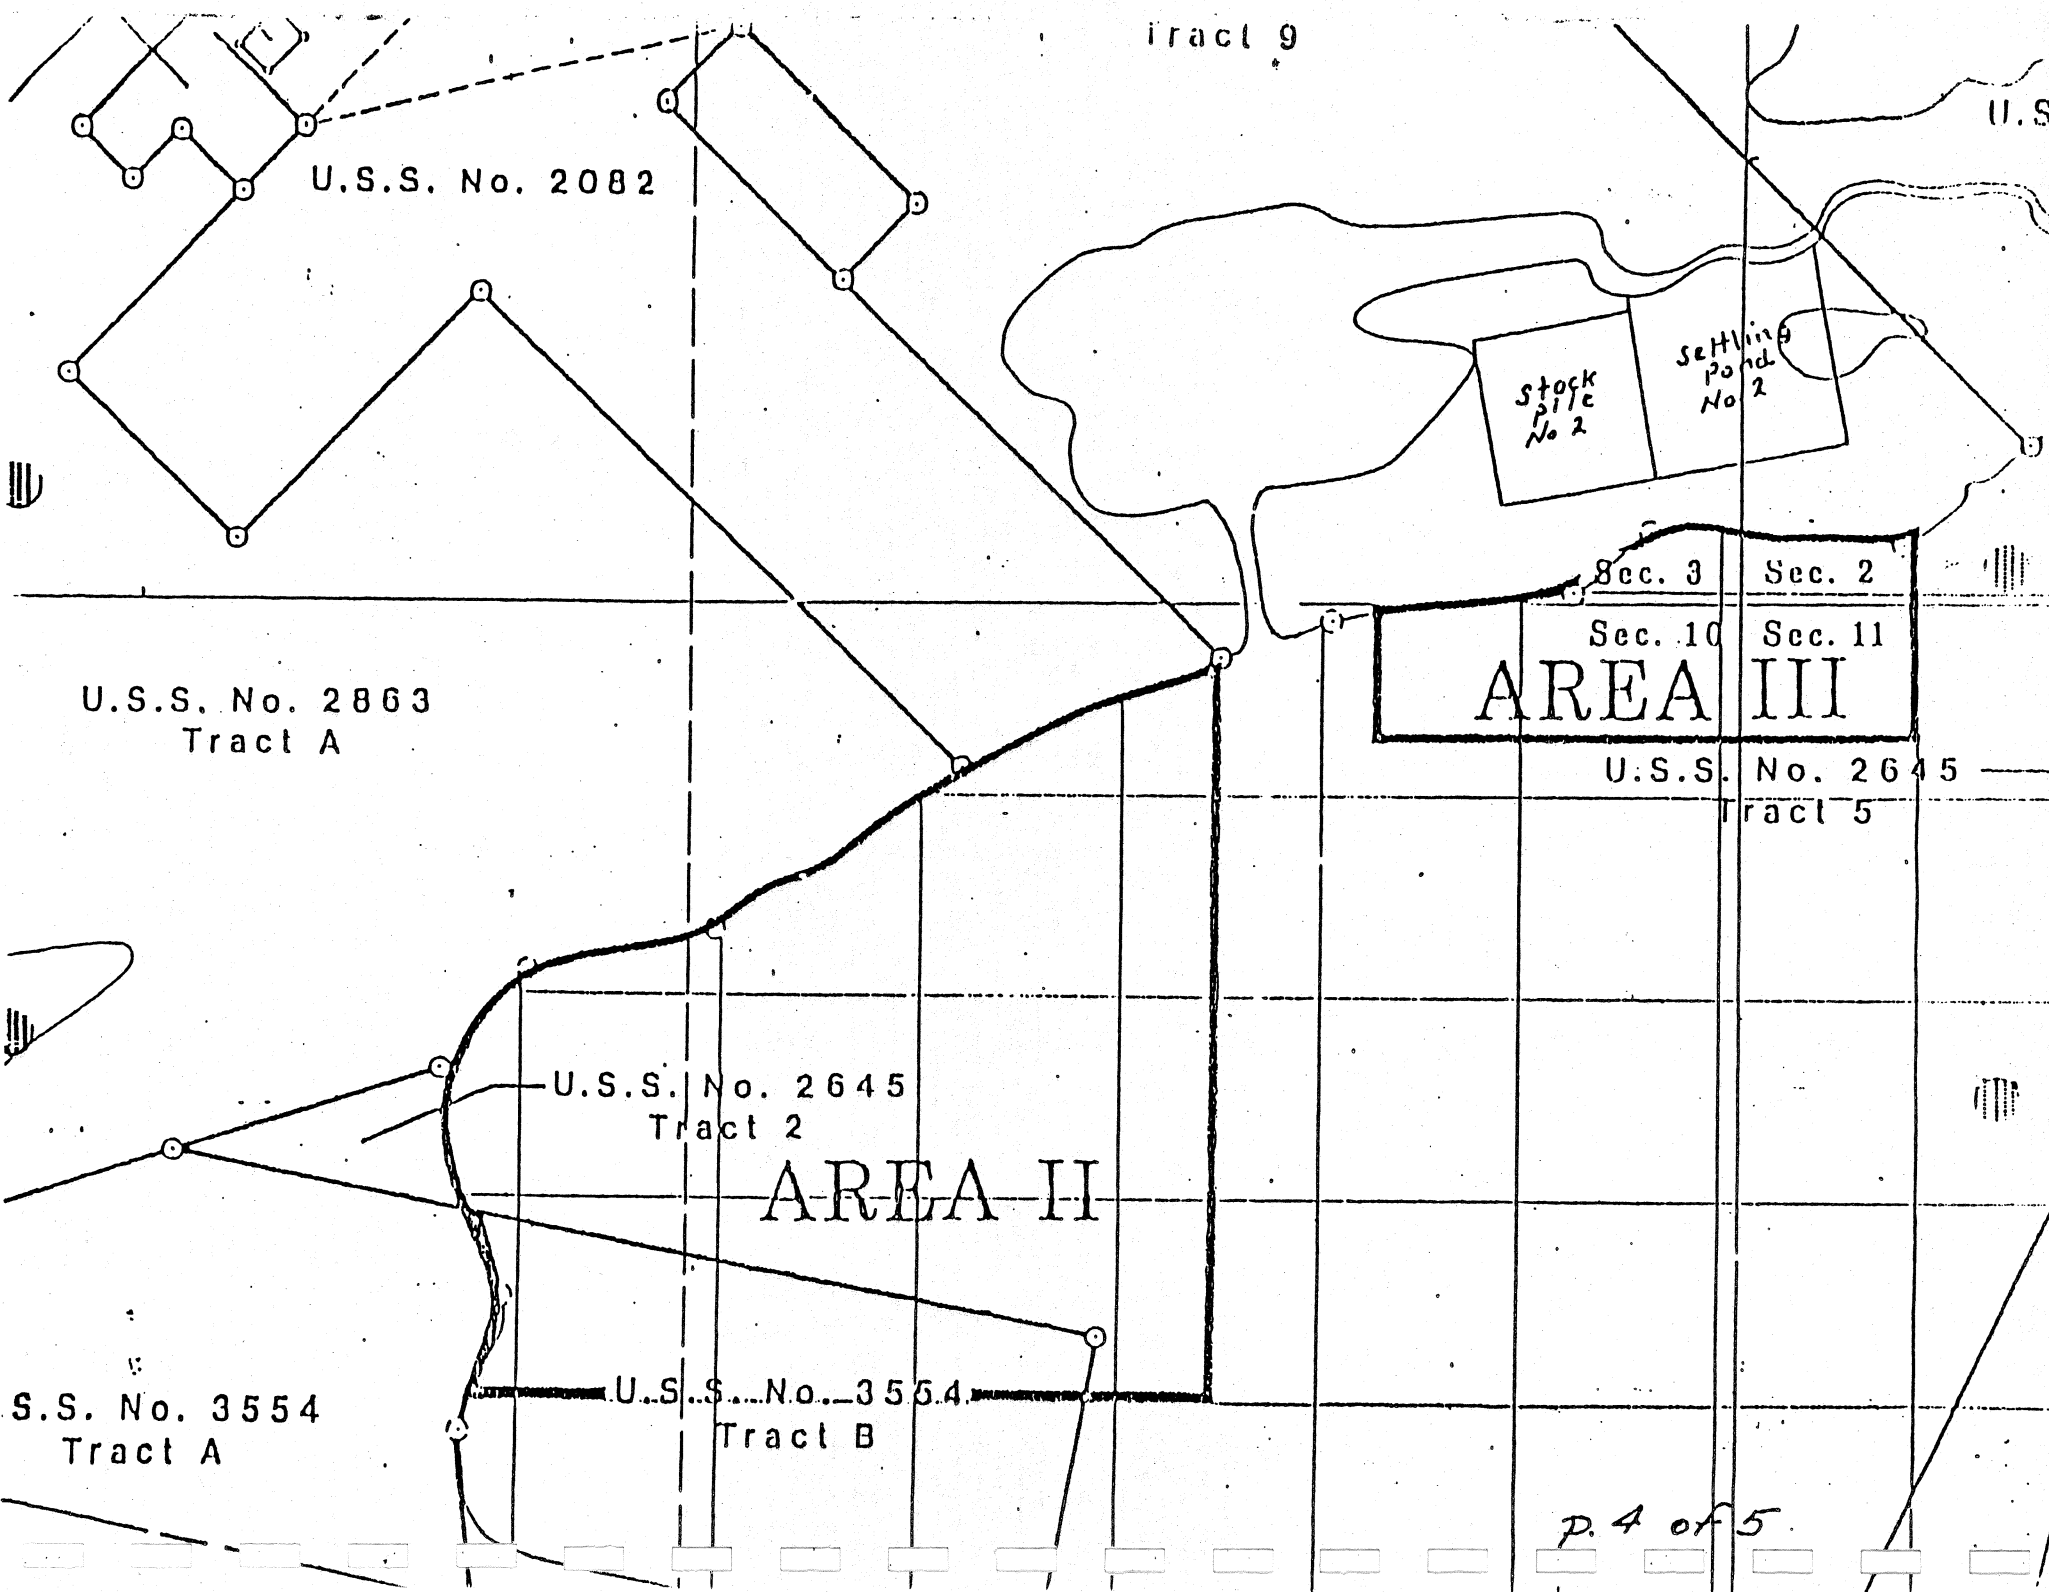 Tract 9
U.S
U.S.S. No. 2082
settling
pond
No 2
stock
pile
No 2
Sec. 3
Sec. 2
Sec. 10
Sec. 11
AREA III
U.S.S. No. 2645
Tract 5
U.S.S. No. 2863
Tract A
U.S.S. No. 2645
Tract 2
AREA II
U.S.S. No. 3554
Tract B
S.S. No. 3554
Tract A
p. 4 of 5